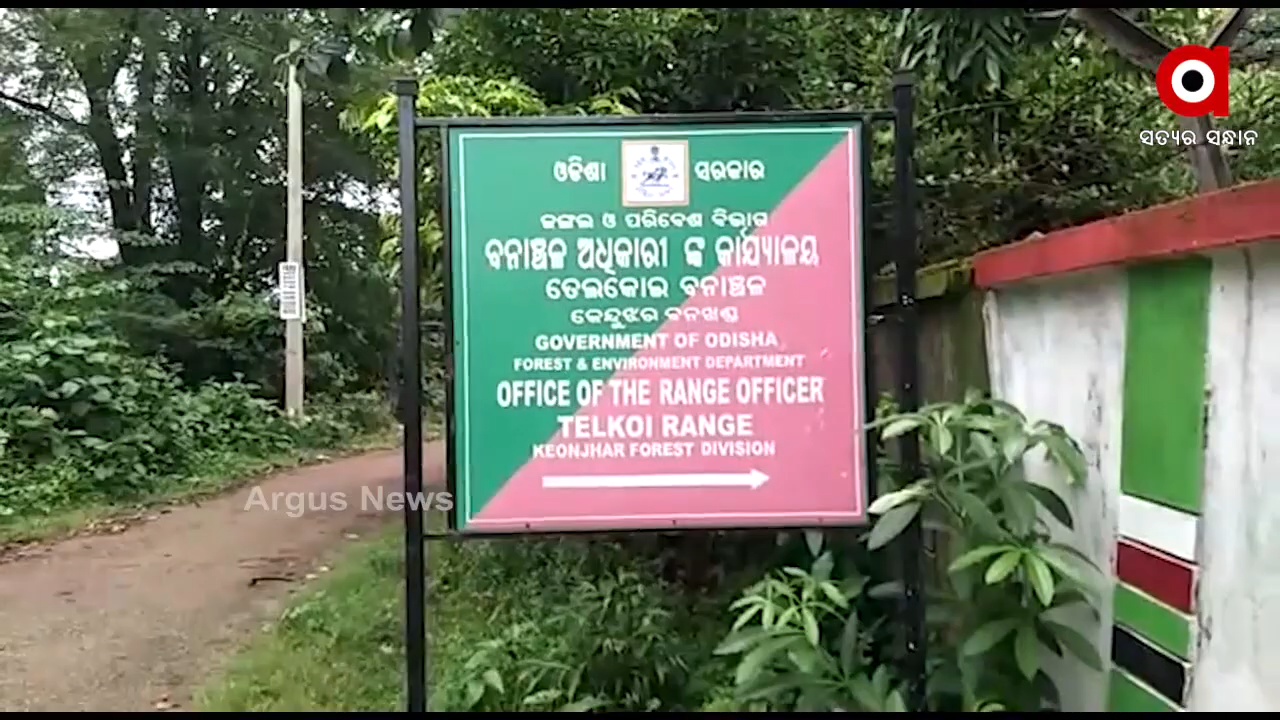 ସତ୍ୟର ସନ୍ଧାନ
ଓଡିଶା ସରକାର
ଜଙ୍ଗଲ ଓ ପରିବେଶ ବିଭାଗ
ବନାଞ୍ଚଳ ଅଧିକାରୀ ଙ୍କ କାର୍ଯ୍ୟାଳୟ
ତେଲକୋଇ ବନାଞ୍ଚଳ
କେନ୍ଦୁଝର ବନଖଣ୍ଡ
GOVERNMENT OF ODISHA
FOREST & ENVIRONMENT DEPARTMENT
OFFICE OF THE RANGE OFFICER
TELKOI RANGE
KEONJHAR FOREST DIVISION
Argus News